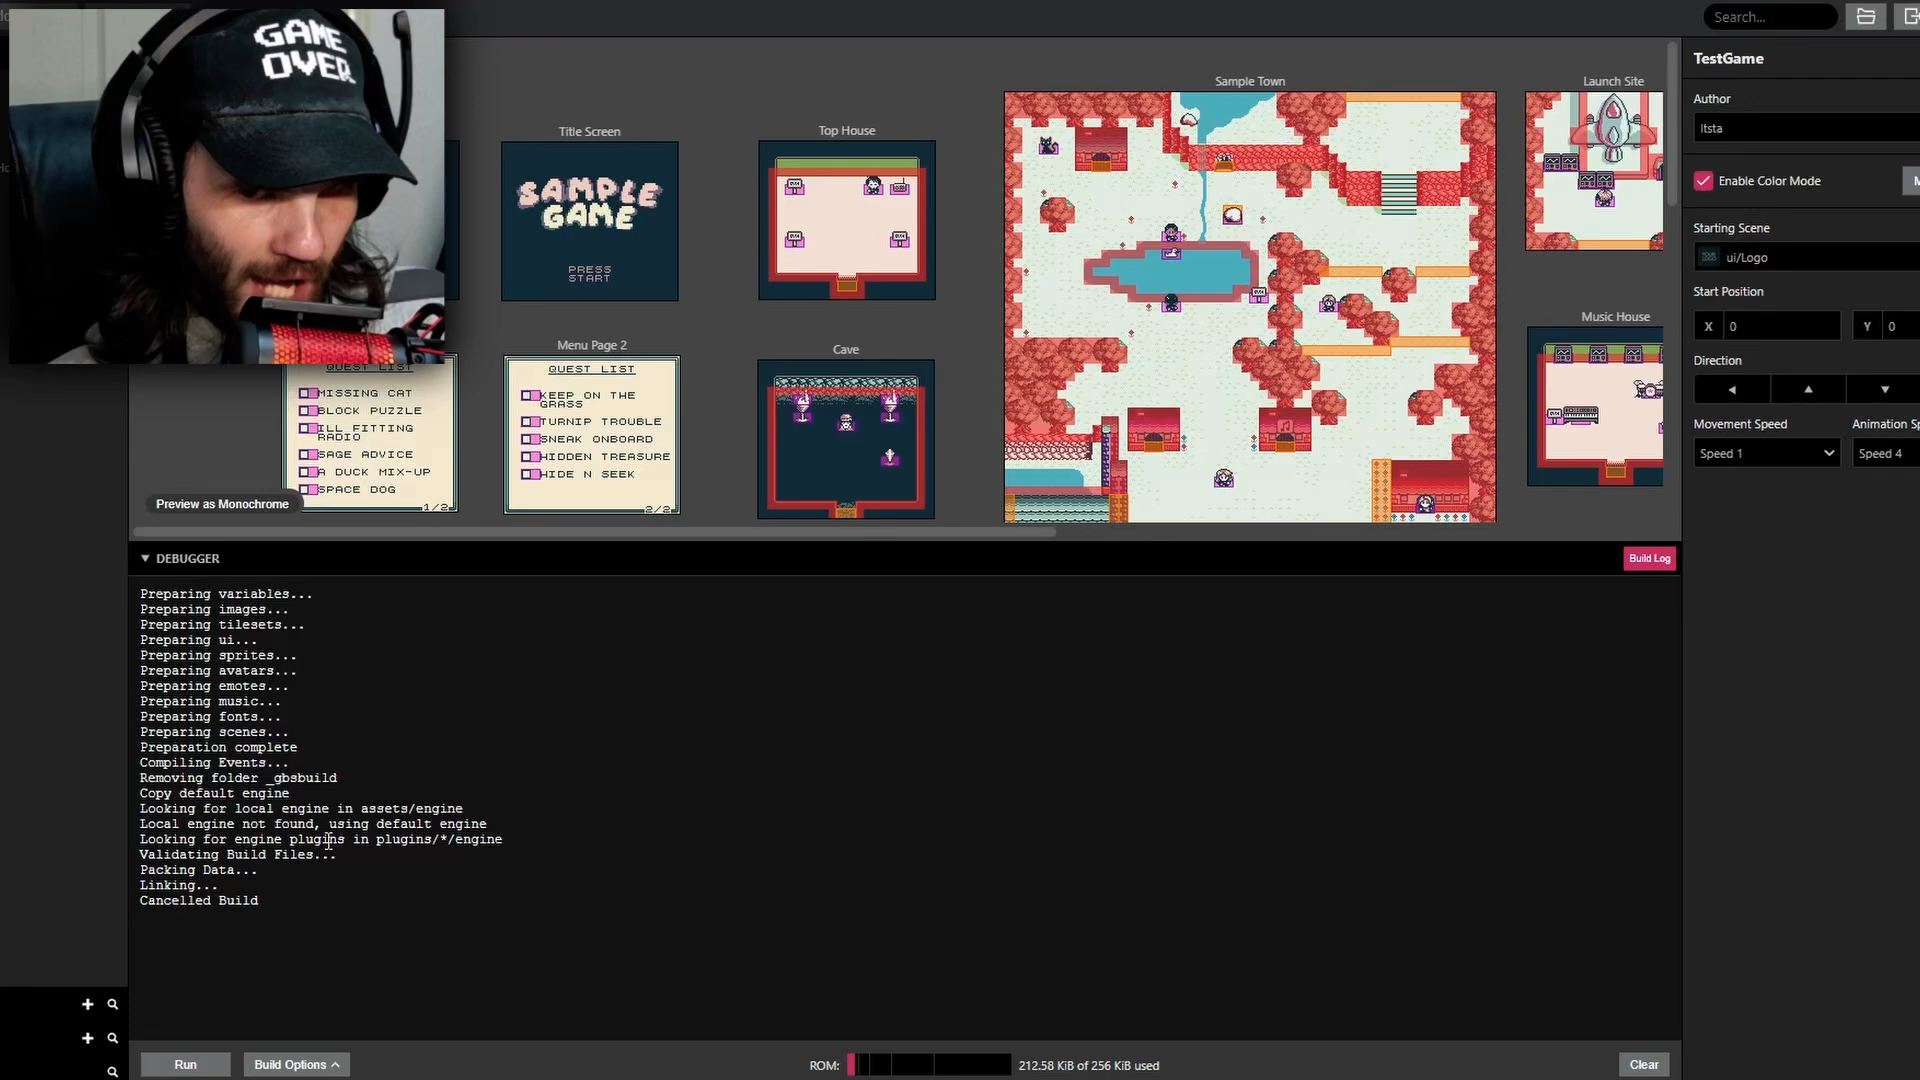 GAME
OVER
Search...
TestGame
Author
Itsta
Enable Color Mode
Starting Scene
ui/Logo
Start Position
X 0
Y 0
Direction
Movement Speed
Speed 1
Speed 4
Title Screen
SAMPLE
GAME
PRESS
START
Top House
Sample Town
Launch Site
Music House
QUEST LIST
MISSING CAT
BLOCK PUZZLE
ILL FITTING
RADIO
SAGE ADVICE
A DUCK MIX-UP
SPACE DOG
1/2
Menu Page 2
QUEST LIST
KEEP ON THE
GRASS
TURNIP TROUBLE
SNEAK ONBOARD
HIDDEN TREASURE
HIDE N SEEK
2/2
Cave
Preview as Monochrome
DEBUGGER
Build Log
Preparing variables...
Preparing images...
Preparing tilesets...
Preparing ui...
Preparing sprites...
Preparing avatars...
Preparing emotes...
Preparing music...
Preparing fonts...
Preparing scenes...
Preparation complete
Compiling Events...
Removing folder _gbsbuild
Copy default engine
Looking for local engine in assets/engine
Local engine not found, using default engine
Looking for engine plugins in plugins/*/engine
Validating Build Files...
Packing Data...
Linking...
Cancelled Build
Run
Build Options
ROM:
212.58 KiB of 256 KiB used
Clear